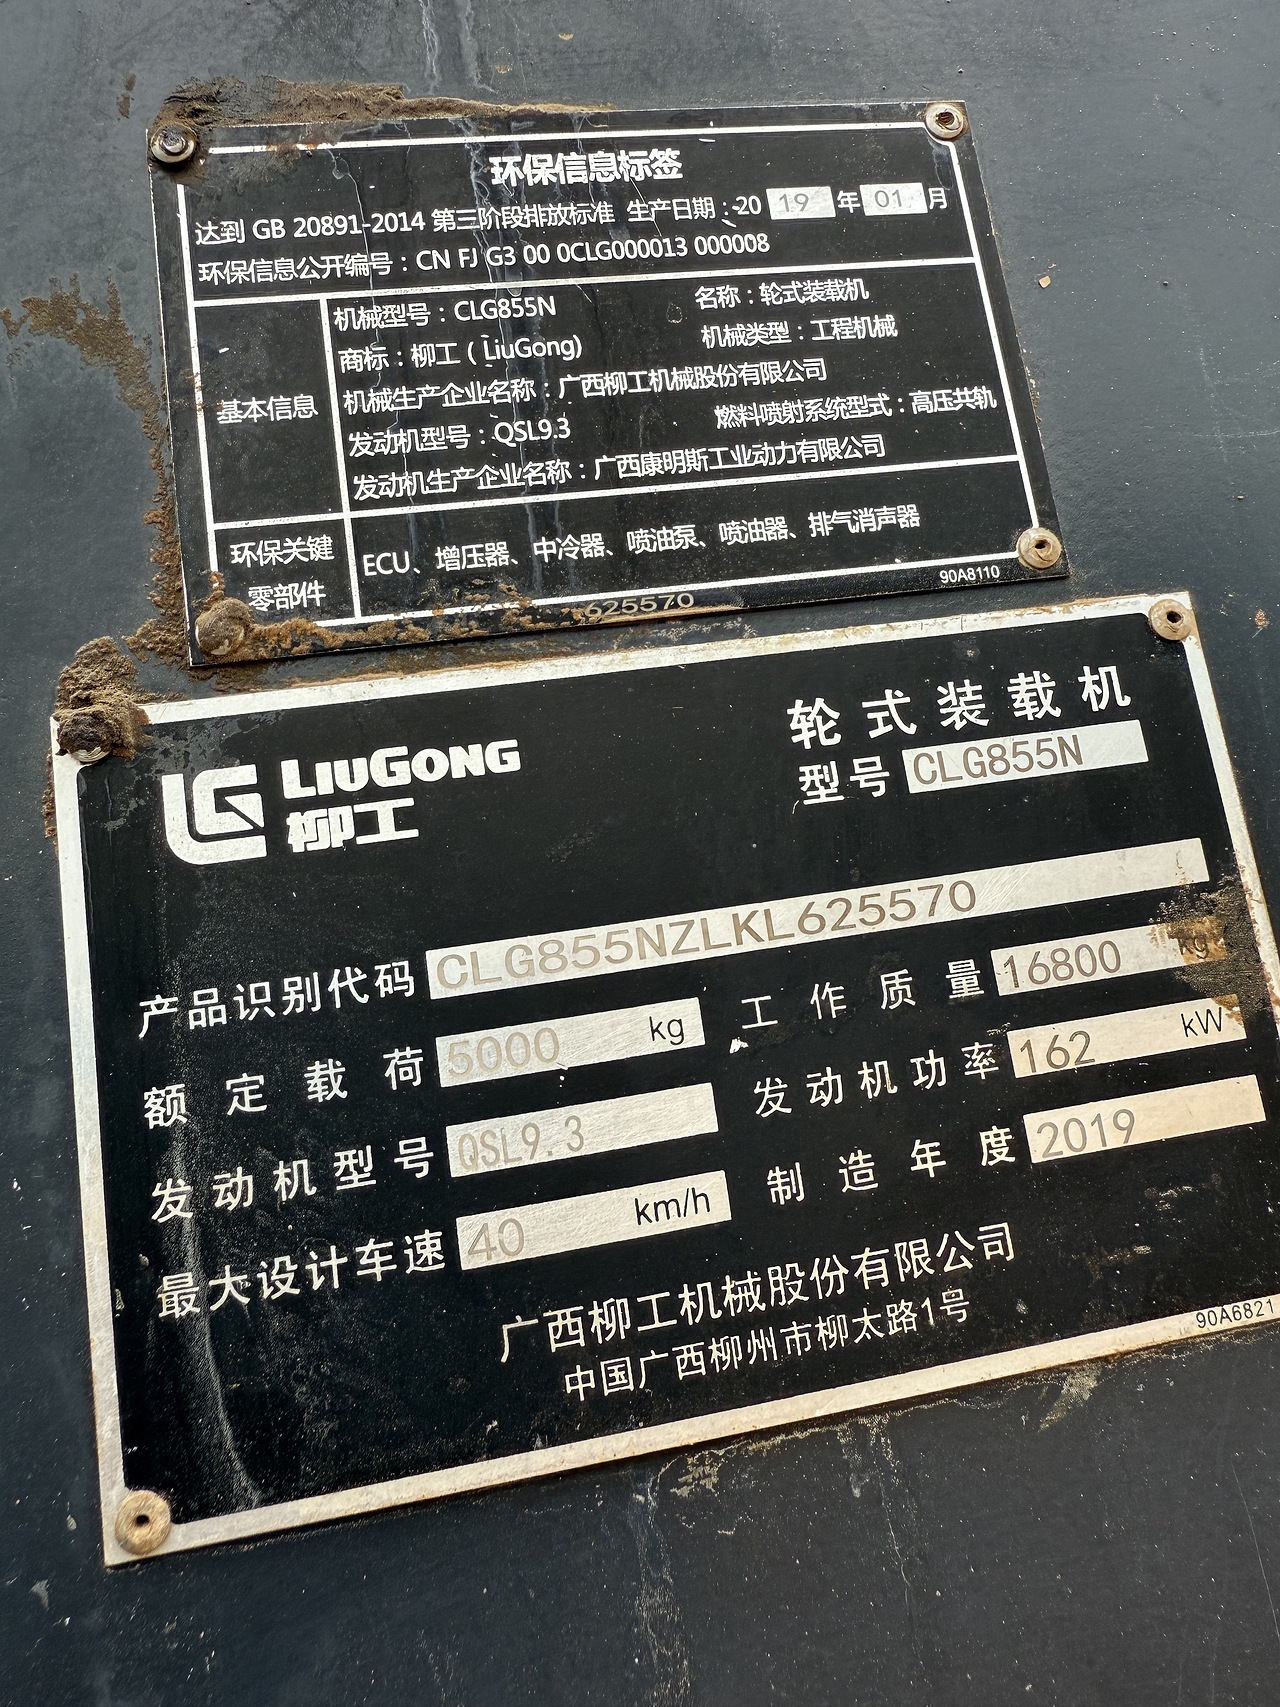 环保信息标签
达到 GB 20891-2014 第三阶段排放标准 生产日期：20 19 年 01 月
环保信息公开编号：CN FJ G3 00 0CLG000013 000008
基本信息
机械型号：CLG855N 名称：轮式装载机
商标：柳工（LiuGong) 机械类型：工程机械
机械生产企业名称：广西柳工机械股份有限公司
发动机型号：QSL9.3 燃料喷射系统型式：高压共轨
发动机生产企业名称：广西康明斯工业动力有限公司
环保关键
零部件
ECU、增压器、中冷器、喷油泵、喷油器、排气消声器
90A8110
625570
LIUGONG
柳工
轮式装载机
型号 CLG855N
产品识别代码 CLG855NZLKL625570
额定载荷 5000 kg 工作质量 16800 kg
发动机型号 QSL9.3 发动机功率 162 kW
最大设计车速 40 km/h 制造年度 2019
广西柳工机械股份有限公司
中国广西柳州市柳太路1号
90A6821